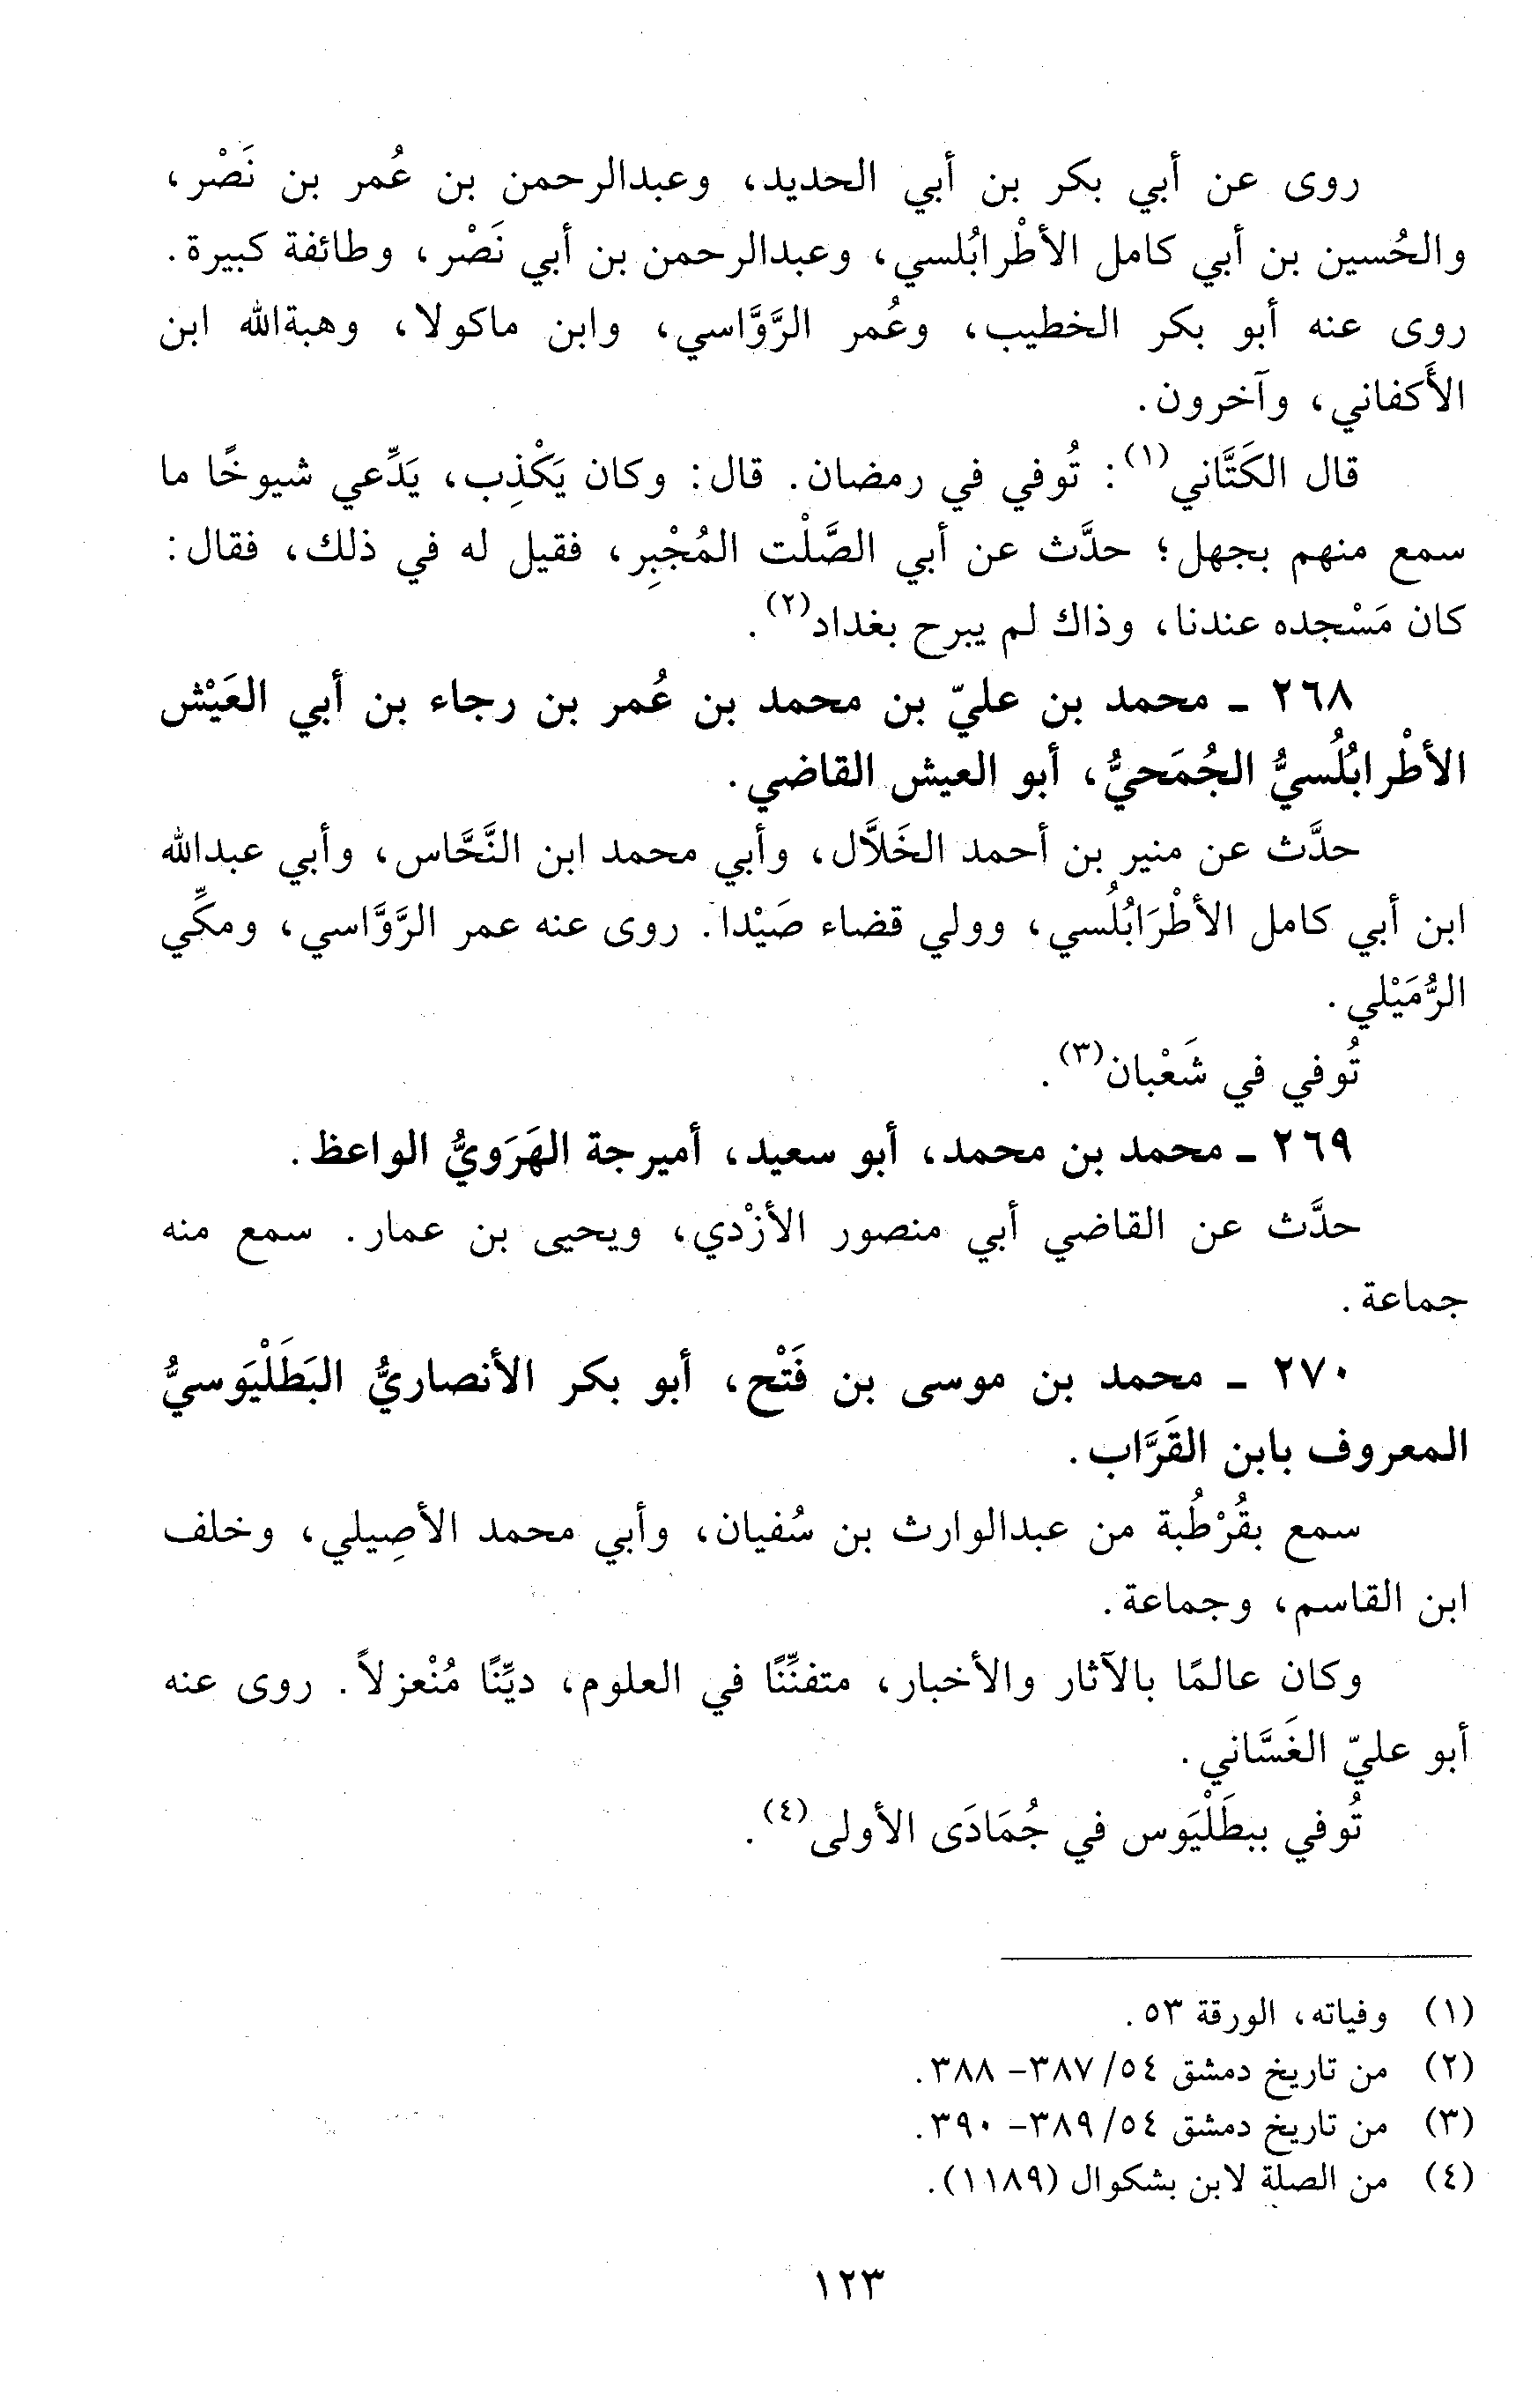 روى عن أبي بكر بن أبي الحديد، وعبدالرحمن بن عُمر بن نَصْر،
والحُسين بن أبي كامل الأطْرابُلسي، وعبدالرحمن بن أبي نَصْر، وطائفة كبيرة.
روى عنه أبو بكر الخطيب، وعُمر الرَّوَّاسي، وابن ماكولا، وهبةالله ابن
الأَكفاني، وآخرون.
قال الكَتَّاني(١): تُوفي في رمضان. قال: وكان يَكْذِب، يَدِّعي شيوخًا ما
سمع منهم بجهل؛ حدَّث عن أبي الصَّلْت المُجْبِر، فقيل له في ذلك، فقال:
كان مَسْجده عندنا، وذاك لم يبرح بغداد(٢).
٢٦٨ ـ محمد بن عليّ بن محمد بن عُمر بن رجاء بن أبي العَيْش
الأطْرابُلُسيُّ الجُمَحيُّ، أبو العيش القاضي.
حدَّث عن منير بن أحمد الخَلاَّل، وأبي محمد ابن النَّحَّاس، وأبي عبدالله
ابن أبي كامل الأطْرَابُلُسي، وولي قضاء صَيْدا. روى عنه عمر الرَّوَّاسي، ومكِّي
الرُّمَيْلي.
تُوفي في شَعْبان(٣).
٢٦٩ ـ محمد بن محمد، أبو سعيد، أميرجة الهَرَويُّ الواعظ.
حدَّث عن القاضي أبي منصور الأزْدي، ويحيى بن عمار. سمع منه
جماعة.
٢٧٠ ـ محمد بن موسى بن فَتْح، أبو بكر الأنصاريُّ البَطَلْيَوسيُّ
المعروف بابن القَرَّاب.
سمع بقُرْطُبة من عبدالوارث بن سُفيان، وأبي محمد الأصِيلي، وخلف
ابن القاسم، وجماعة.
وكان عالمًا بالآثار والأخبار، متفنِّنًا في العلوم، ديِّنًا مُنْعزلاً. روى عنه
أبو عليّ الغَسَّاني.
تُوفي ببطَلْيَوس في جُمَادَى الأولى(٤).
(١) وفياته، الورقة ٥٣.
(٢) من تاريخ دمشق ٥٤/ ٣٨٧- ٣٨٨.
(٣) من تاريخ دمشق ٥٤/ ٣٨٩- ٣٩٠.
(٤) من الصلة لابن بشكوال (١١٨٩).
١٢٣